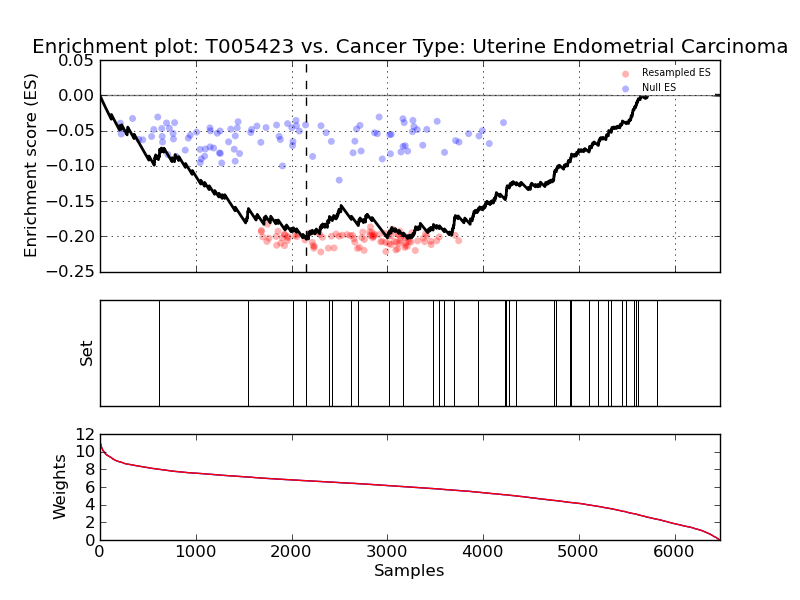 Enrichment plot: T005423 vs. Cancer Type: Uterine Endometrial Carcinoma
Enrichment score (ES)
0.05
0.00
−0.05
−0.10
−0.15
−0.20
−0.25
Resampled ES
Null ES
Set
Weights
12
10
8
6
4
2
0
0 1000 2000 3000 4000 5000 6000
Samples